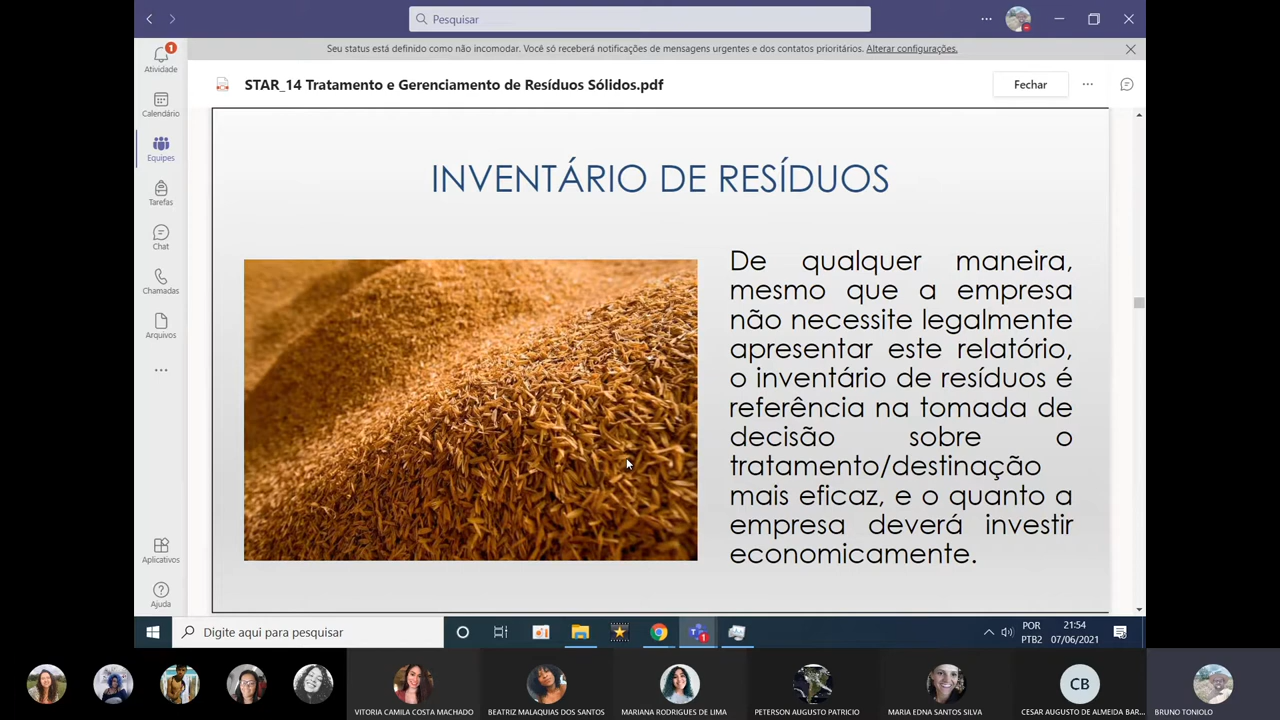 Pesquisar
Seu status está definido como não incomodar. Você só receberá notificações de mensagens urgentes e dos contatos prioritários. Alterar configurações.
1
Atividade
Calendário
Equipes
Tarefas
Chat
Chamadas
Arquivos
Aplicativos
Ajuda
STAR_14 Tratamento e Gerenciamento de Resíduos Sólidos.pdf
Fechar
INVENTÁRIO DE RESÍDUOS
De qualquer maneira,
mesmo que a empresa
não necessite legalmente
apresentar este relatório,
o inventário de resíduos é
referência na tomada de
decisão sobre o
tratamento/destinação
mais eficaz, e o quanto a
empresa deverá investir
economicamente.
Digite aqui para pesquisar
1
POR
PTB2
21:54
07/06/2021
CB
VITORIA CAMILA COSTA MACHADO
BEATRIZ MALAQUIAS DOS SANTOS
MARIANA RODRIGUES DE LIMA
PETERSON AUGUSTO PATRICIO
MARIA EDNA SANTOS SILVA
CESAR AUGUSTO DE ALMEIDA BAR...
BRUNO TONIOLO